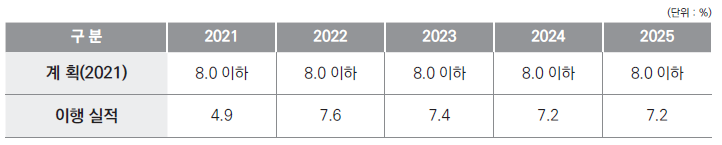 (단위 : %)
구 분 2021 2022 2023 2024 2025
계 획(2021) 8.0 이하 8.0 이하 8.0 이하 8.0 이하 8.0 이하
이행 실적 4.9 7.6 7.4 7.2 7.2